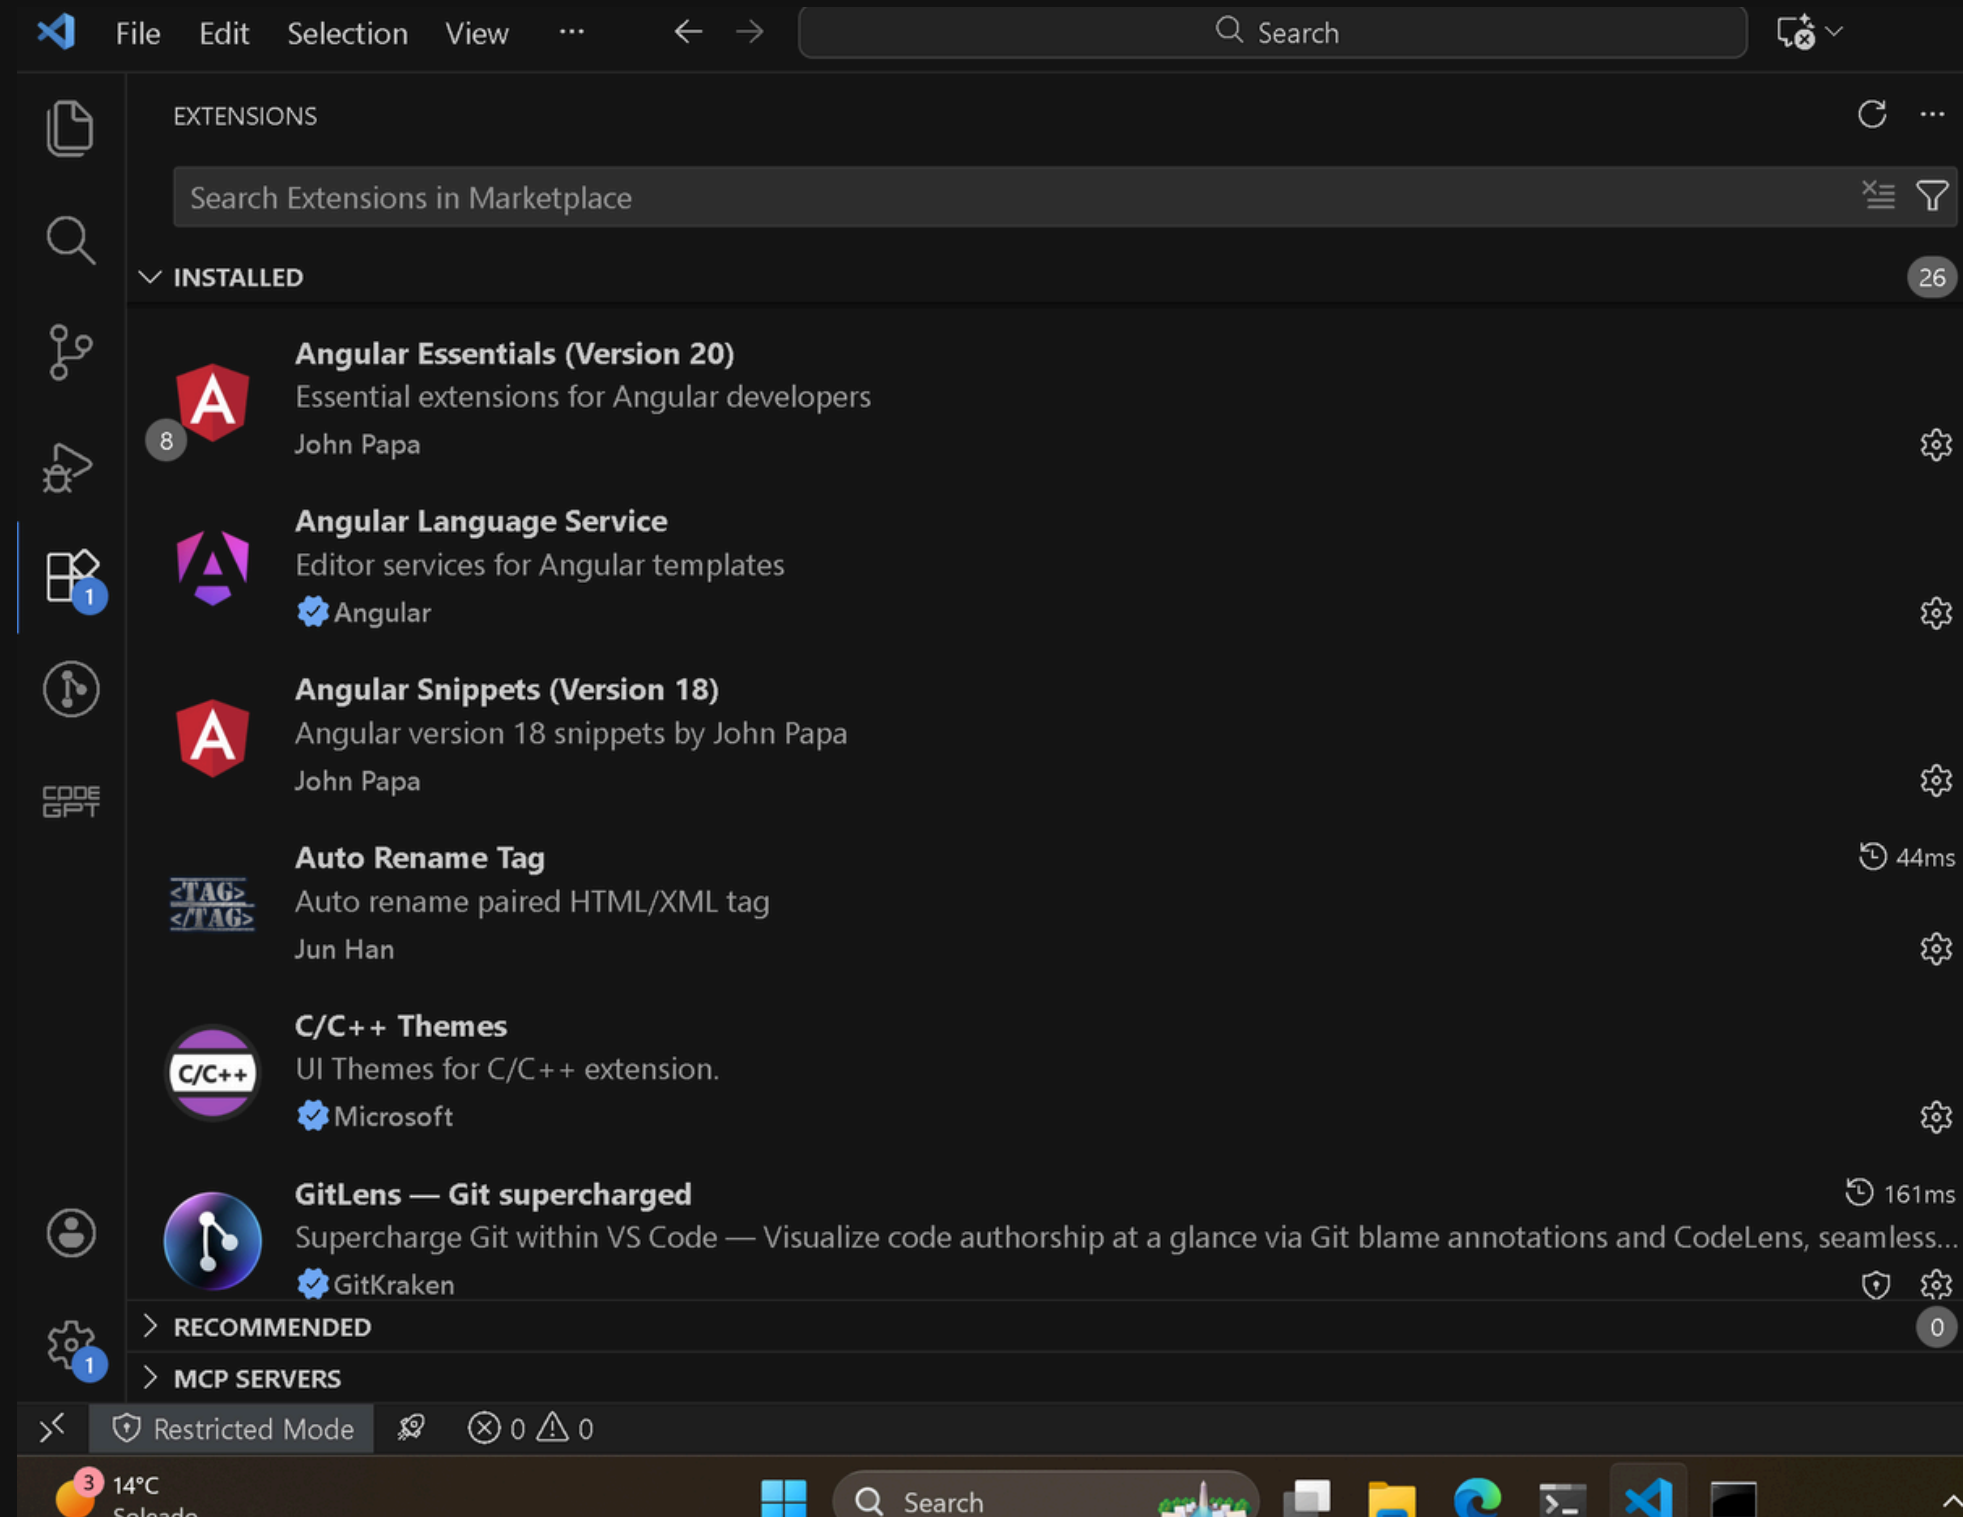 File Edit Selection View ... Search
EXTENSIONS
Search Extensions in Marketplace
INSTALLED 26
Angular Essentials (Version 20)
Essential extensions for Angular developers
8
John Papa
Angular Language Service
Editor services for Angular templates
Angular
1
Angular Snippets (Version 18)
Angular version 18 snippets by John Papa
John Papa
CODE
GPT
Auto Rename Tag 44ms
<TAG>
</TAG>
Auto rename paired HTML/XML tag
Jun Han
C/C++ Themes
C/C++
UI Themes for C/C++ extension.
Microsoft
GitLens — Git supercharged 161ms
Supercharge Git within VS Code — Visualize code authorship at a glance via Git blame annotations and CodeLens, seamless...
GitKraken
RECOMMENDED 0
1
MCP SERVERS
Restricted Mode 0 0
3 14°C
Soleado
Search